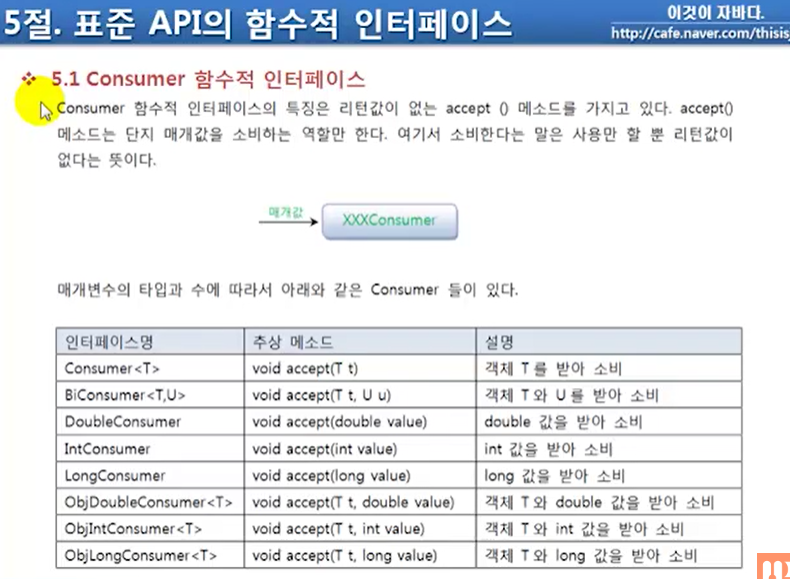 5절. 표준 API의 함수적 인터페이스
이것이 자바다.
http://cafe.naver.com/thisis
5.1 Consumer 함수적 인터페이스
Consumer 함수적 인터페이스의 특징은 리턴값이 없는 accept () 메소드를 가지고 있다. accept()
메소드는 단지 매개값을 소비하는 역할만 한다. 여기서 소비한다는 말은 사용만 할 뿐 리턴값이
없다는 뜻이다.
매개값
XXXConsumer
매개변수의 타입과 수에 따라서 아래와 같은 Consumer 들이 있다.
인터페이스명 추상 메소드 설명
Consumer<T> void accept(T t) 객체 T 를 받아 소비
BiConsumer<T,U> void accept(T t, U u) 객체 T 와 U 를 받아 소비
DoubleConsumer void accept(double value) double 값을 받아 소비
IntConsumer void accept(int value) int 값을 받아 소비
LongConsumer void accept(long value) long 값을 받아 소비
ObjDoubleConsumer<T> void accept(T t, double value) 객체 T 와 double 값을 받아 소비
ObjIntConsumer<T> void accept(T t, int value) 객체 T 와 int 값을 받아 소비
ObjLongConsumer<T> void accept(T t, long value) 객체 T 와 long 값을 받아 소비